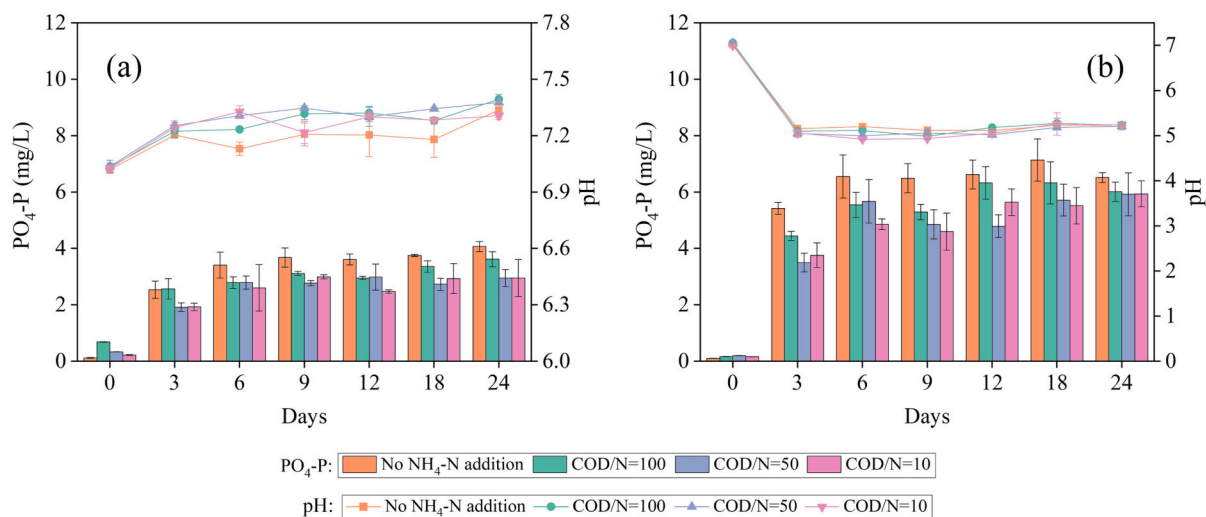 (a)
PO₄-P (mg/L)
12
10
8
6
4
2
0
pH
7.8
7.5
7.2
6.9
6.6
6.3
6.0
0 3 6 9 12 18 24
Days
(b)
PO₄-P (mg/L)
12
10
8
6
4
2
0
pH
7
6
5
4
3
2
1
0
0 3 6 9 12 18 24
Days
PO₄-P: No NH₄-N addition COD/N=100 COD/N=50 COD/N=10
pH: No NH₄-N addition COD/N=100 COD/N=50 COD/N=10